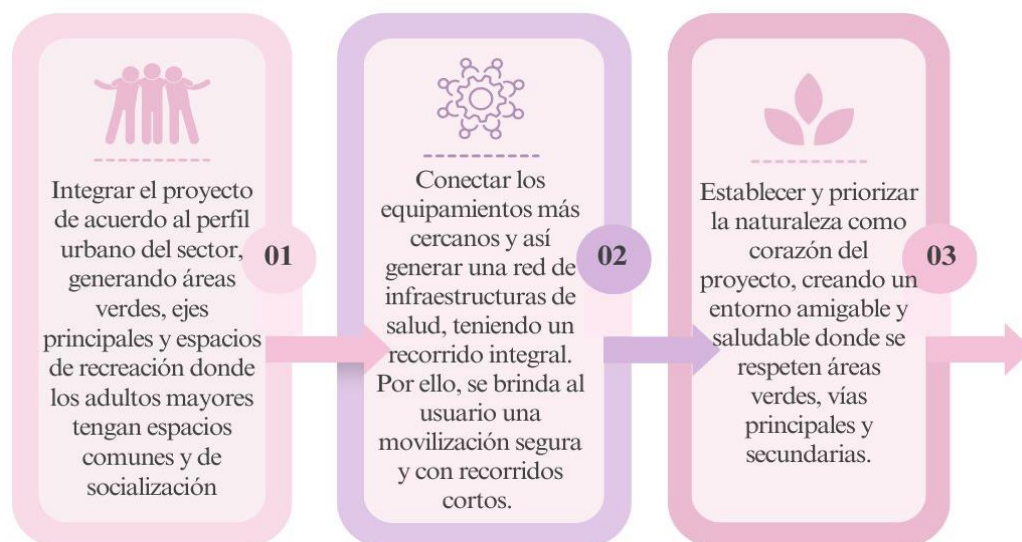 Integrar el proyecto
de acuerdo al perfil
urbano del sector,
generando áreas
verdes, ejes
principales y espacios
de recreación donde
los adultos mayores
tengan espacios
comunes y de
socialización
01
Conectar los
equipamientos más
cercanos y así
generar una red de
infraestructuras de
salud, teniendo un
recorrido integral.
Por ello, se brinda al
usuario una
movilización segura
y con recorridos
cortos.
02
Establecer y priorizar
la naturaleza como
corazón del
proyecto, creando un
entorno amigable y
saludable donde se
respeten áreas
verdes, vías
principales y
secundarias.
03